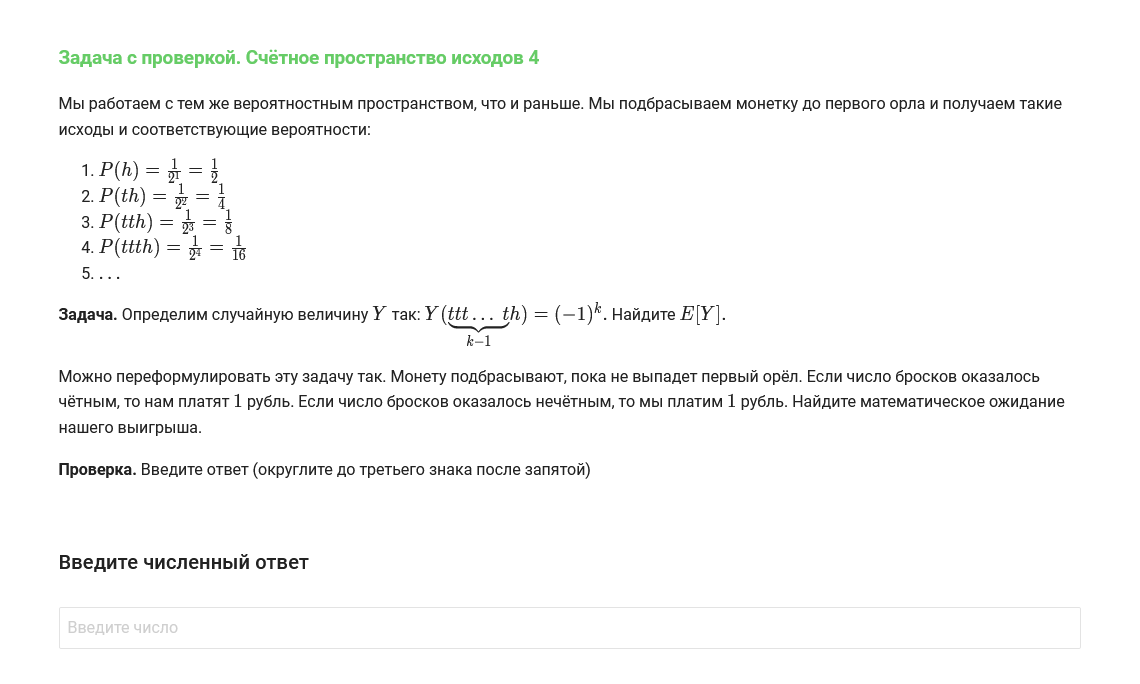 Задача с проверкой. Счётное пространство исходов 4
Мы работаем с тем же вероятностным пространством, что и раньше. Мы подбрасываем монетку до первого орла и получаем такие
исходы и соответствующие вероятности:
1. P(h) = \frac{1}{2^1} = \frac{1}{2}
2. P(th) = \frac{1}{2^2} = \frac{1}{4}
3. P(tth) = \frac{1}{2^3} = \frac{1}{8}
4. P(ttth) = \frac{1}{2^4} = \frac{1}{16}
5. ...
Задача. Определим случайную величину Y так: Y(\underbrace{ttt... t}_{k-1}h) = (-1)^k. Найдите E[Y].
Можно переформулировать эту задачу так. Монету подбрасывают, пока не выпадет первый орёл. Если число бросков оказалось
чётным, то нам платят 1 рубль. Если число бросков оказалось нечётным, то мы платим 1 рубль. Найдите математическое ожидание
нашего выигрыша.
Проверка. Введите ответ (округлите до третьего знака после запятой)
Введите численный ответ
Введите число